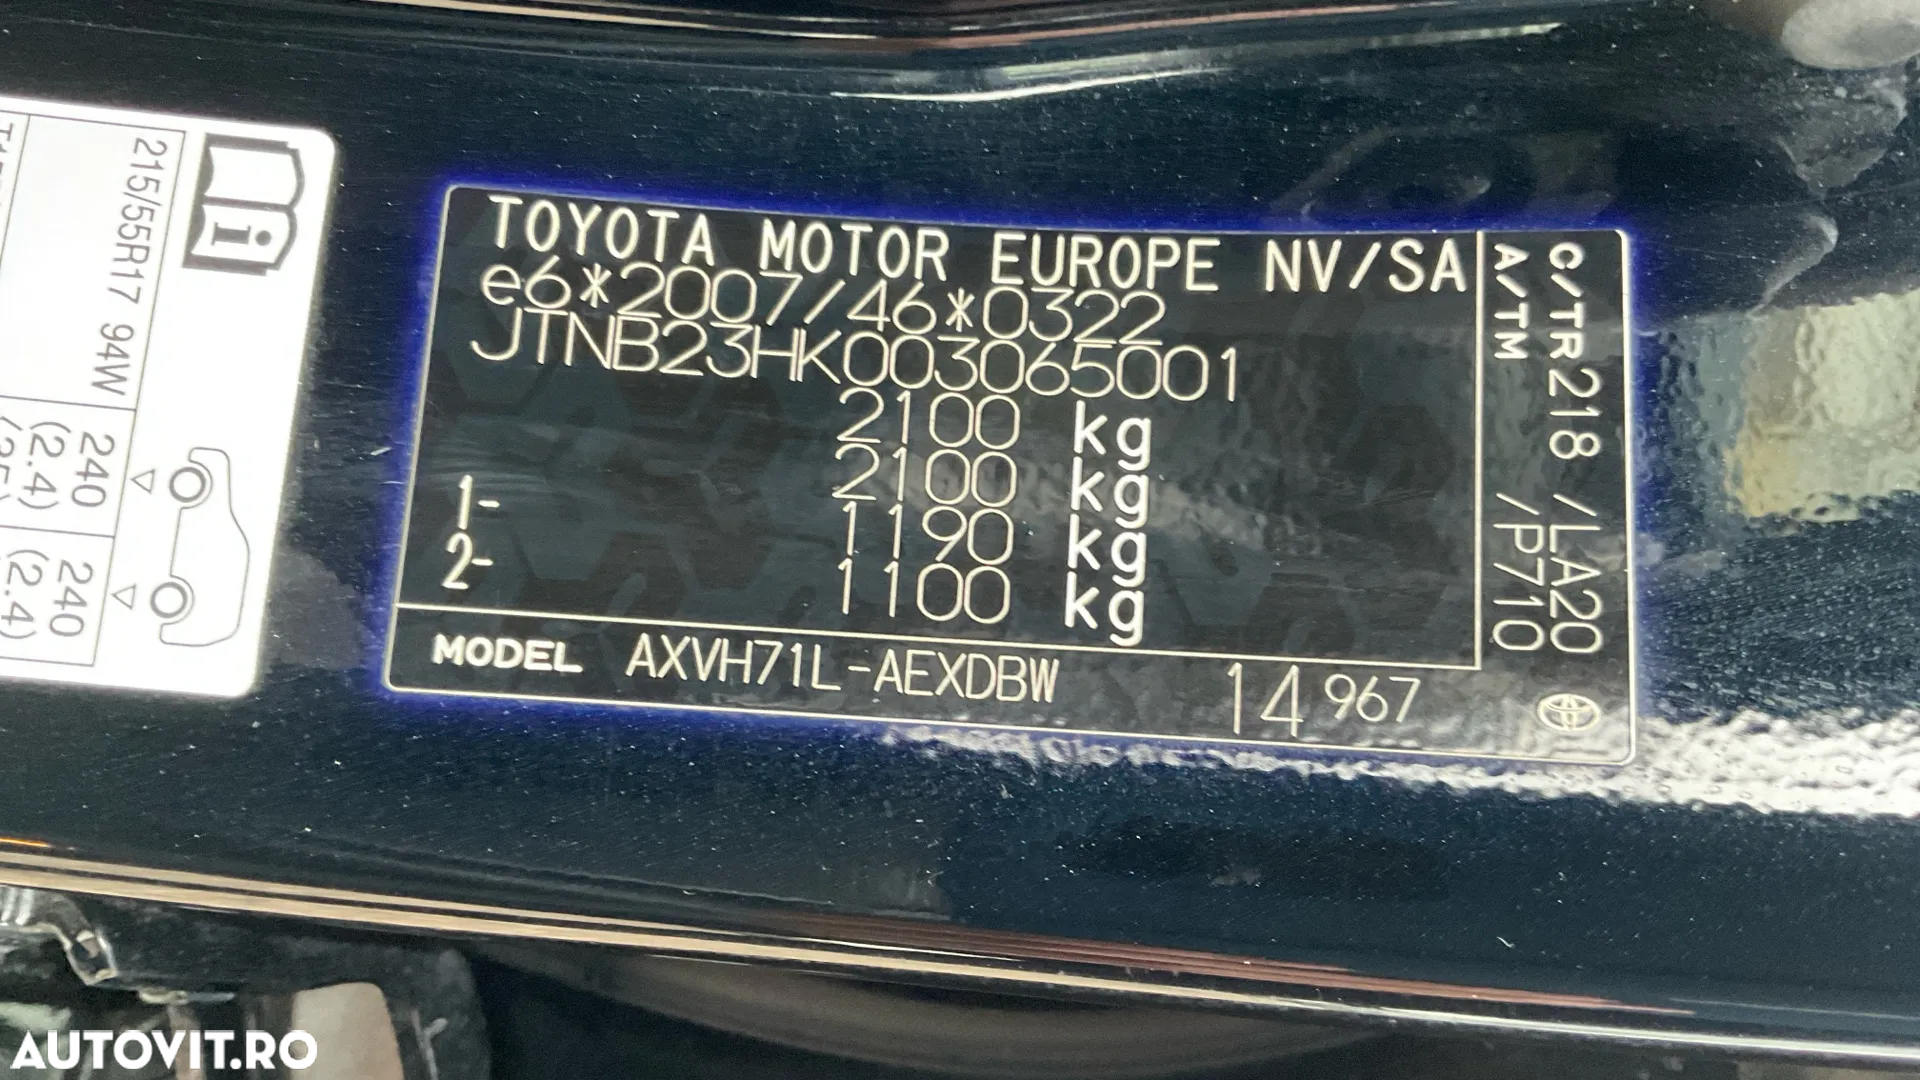 TOYOTA MOTOR EUROPE NV/SA
e6*2007/46*0322
JTNB23HK003065001
2100 kg
2100 kg
1- 1190 kg
2- 1100 kg
MODEL AXVH71L-AEXDBW 14 967
C/TR218 /LA20
A/TM /P710
215/55R17 94W
240
(2.4)
240
(2.4)
AUTOVIT.RO